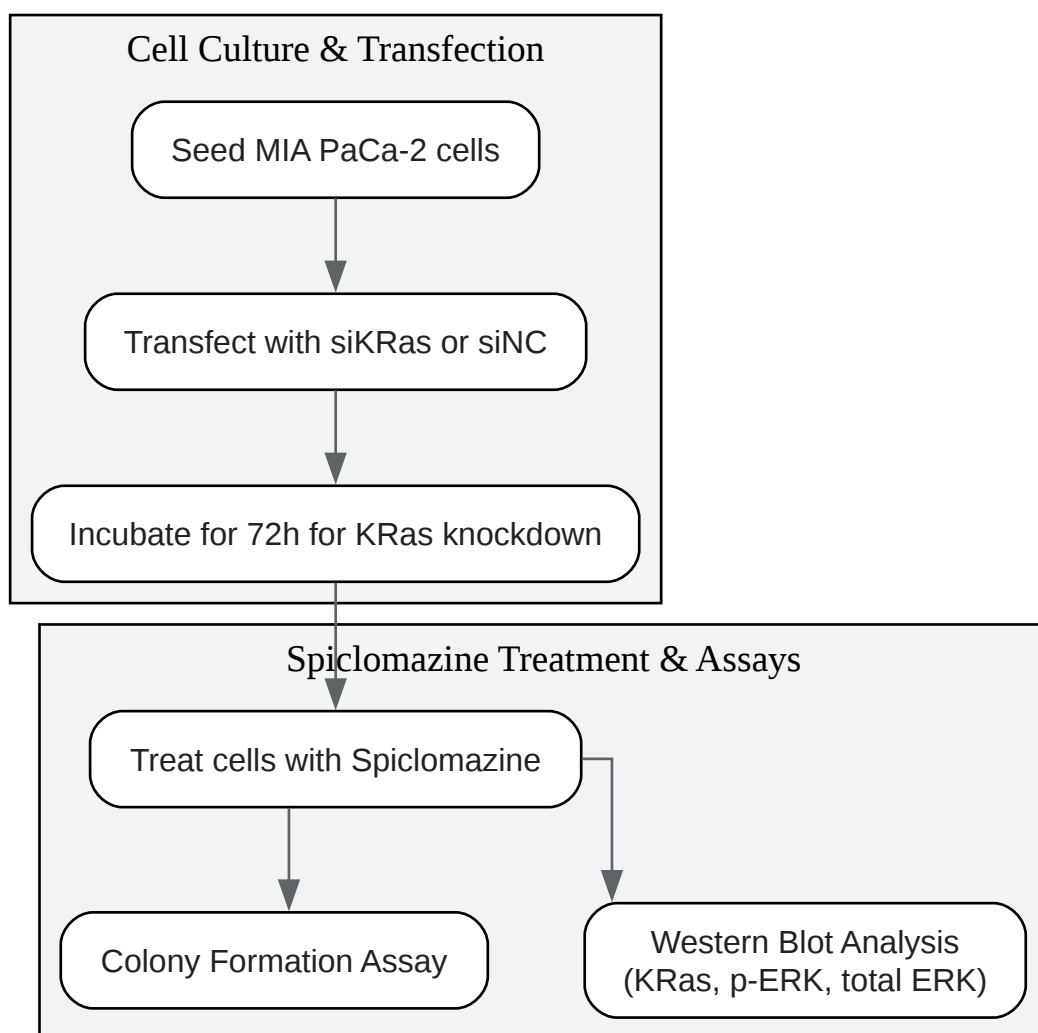 Cell Culture & Transfection
Seed MIA PaCa-2 cells
Transfect with siKRas or siNC
Incubate for 72h for KRas knockdown
Spiclomazine Treatment & Assays
Treat cells with Spiclomazine
Colony Formation Assay
Western Blot Analysis
(KRas, p-ERK, total ERK)